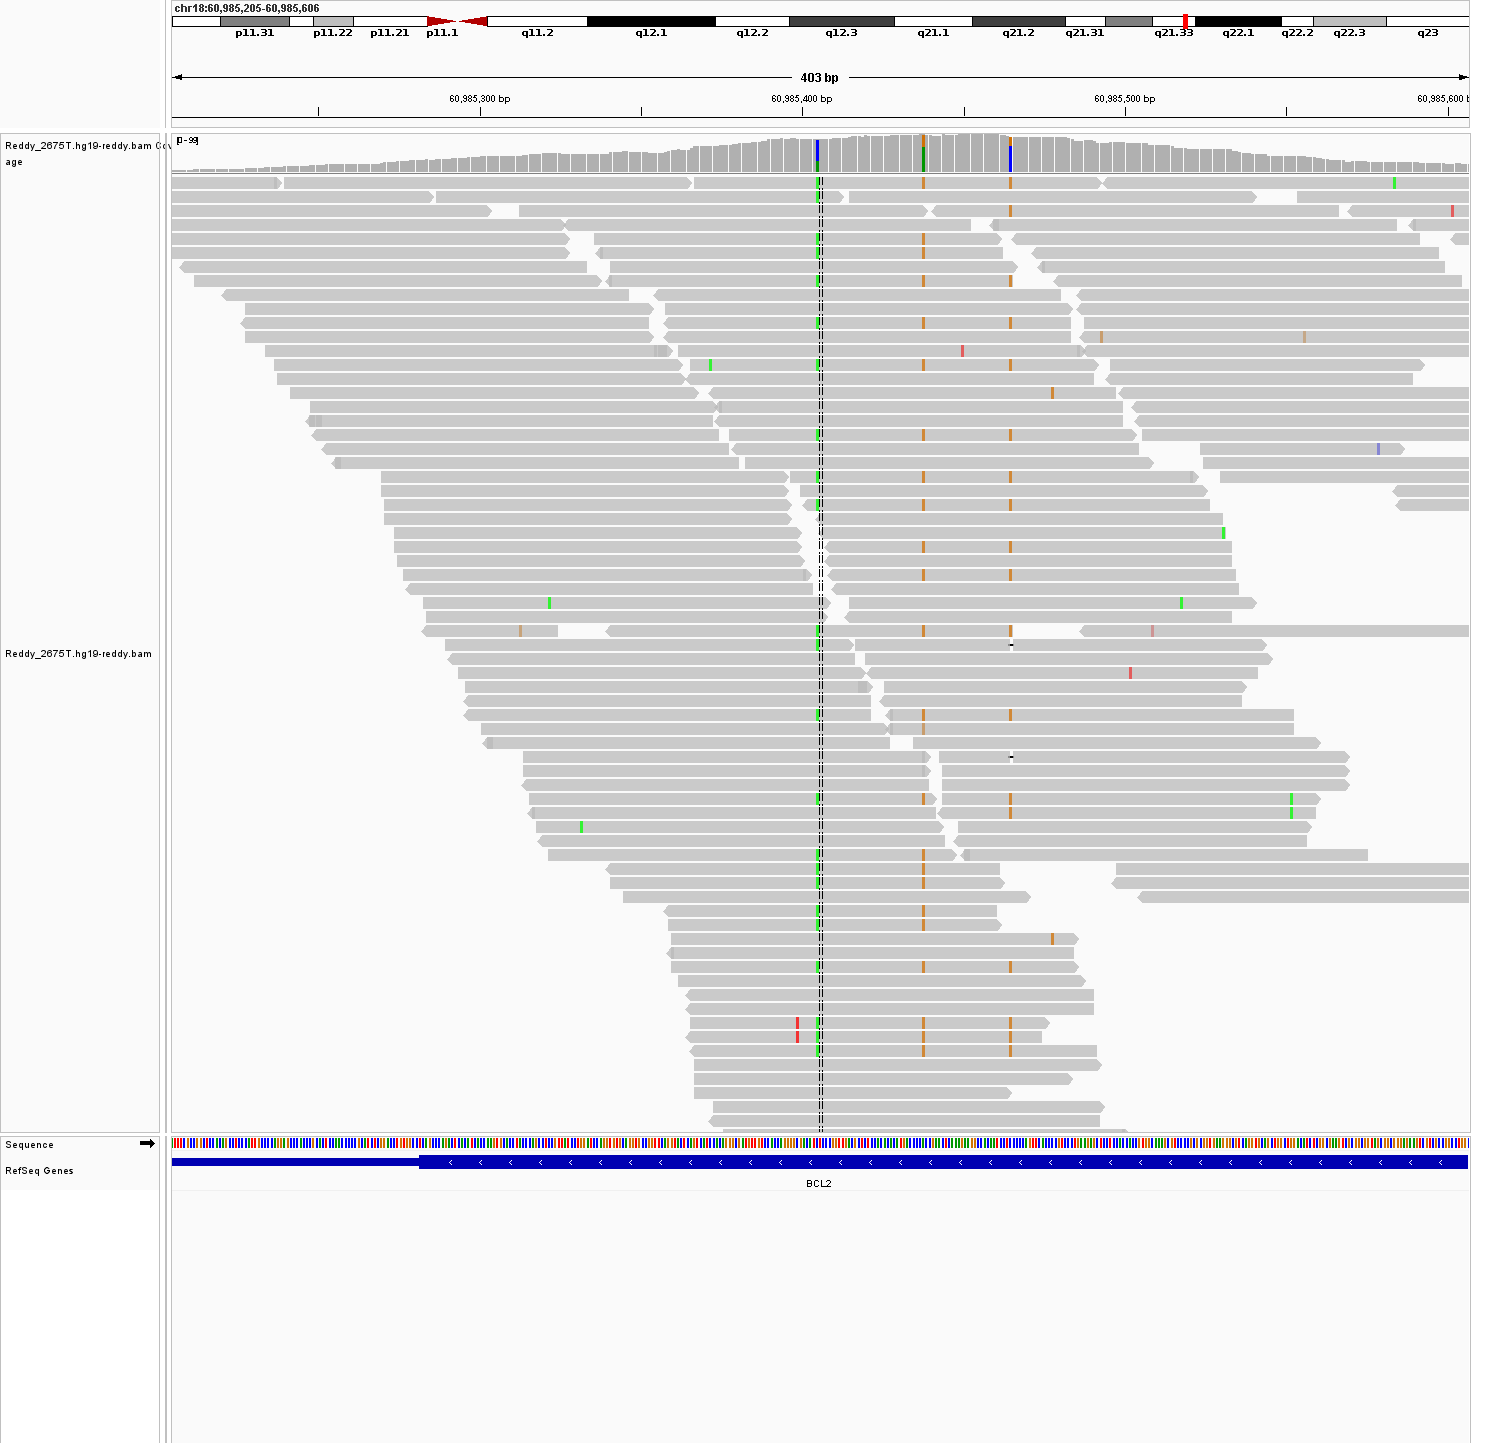 chr18:60,985,205-60,985,606
p11.31 p11.22 p11.21 p11.1 q11.2 q12.1 q12.2 q12.3 q21.1 q21.2 q21.31 q21.33 q22.1 q22.2 q22.3 q23
403 bp
60,985,300 bp 60,985,400 bp 60,985,500 bp 60,985,600 b
Reddy_2675T.hg19-reddy.bam Cov
age
Reddy_2675T.hg19-reddy.bam
Sequence
RefSeq Genes
BCL2